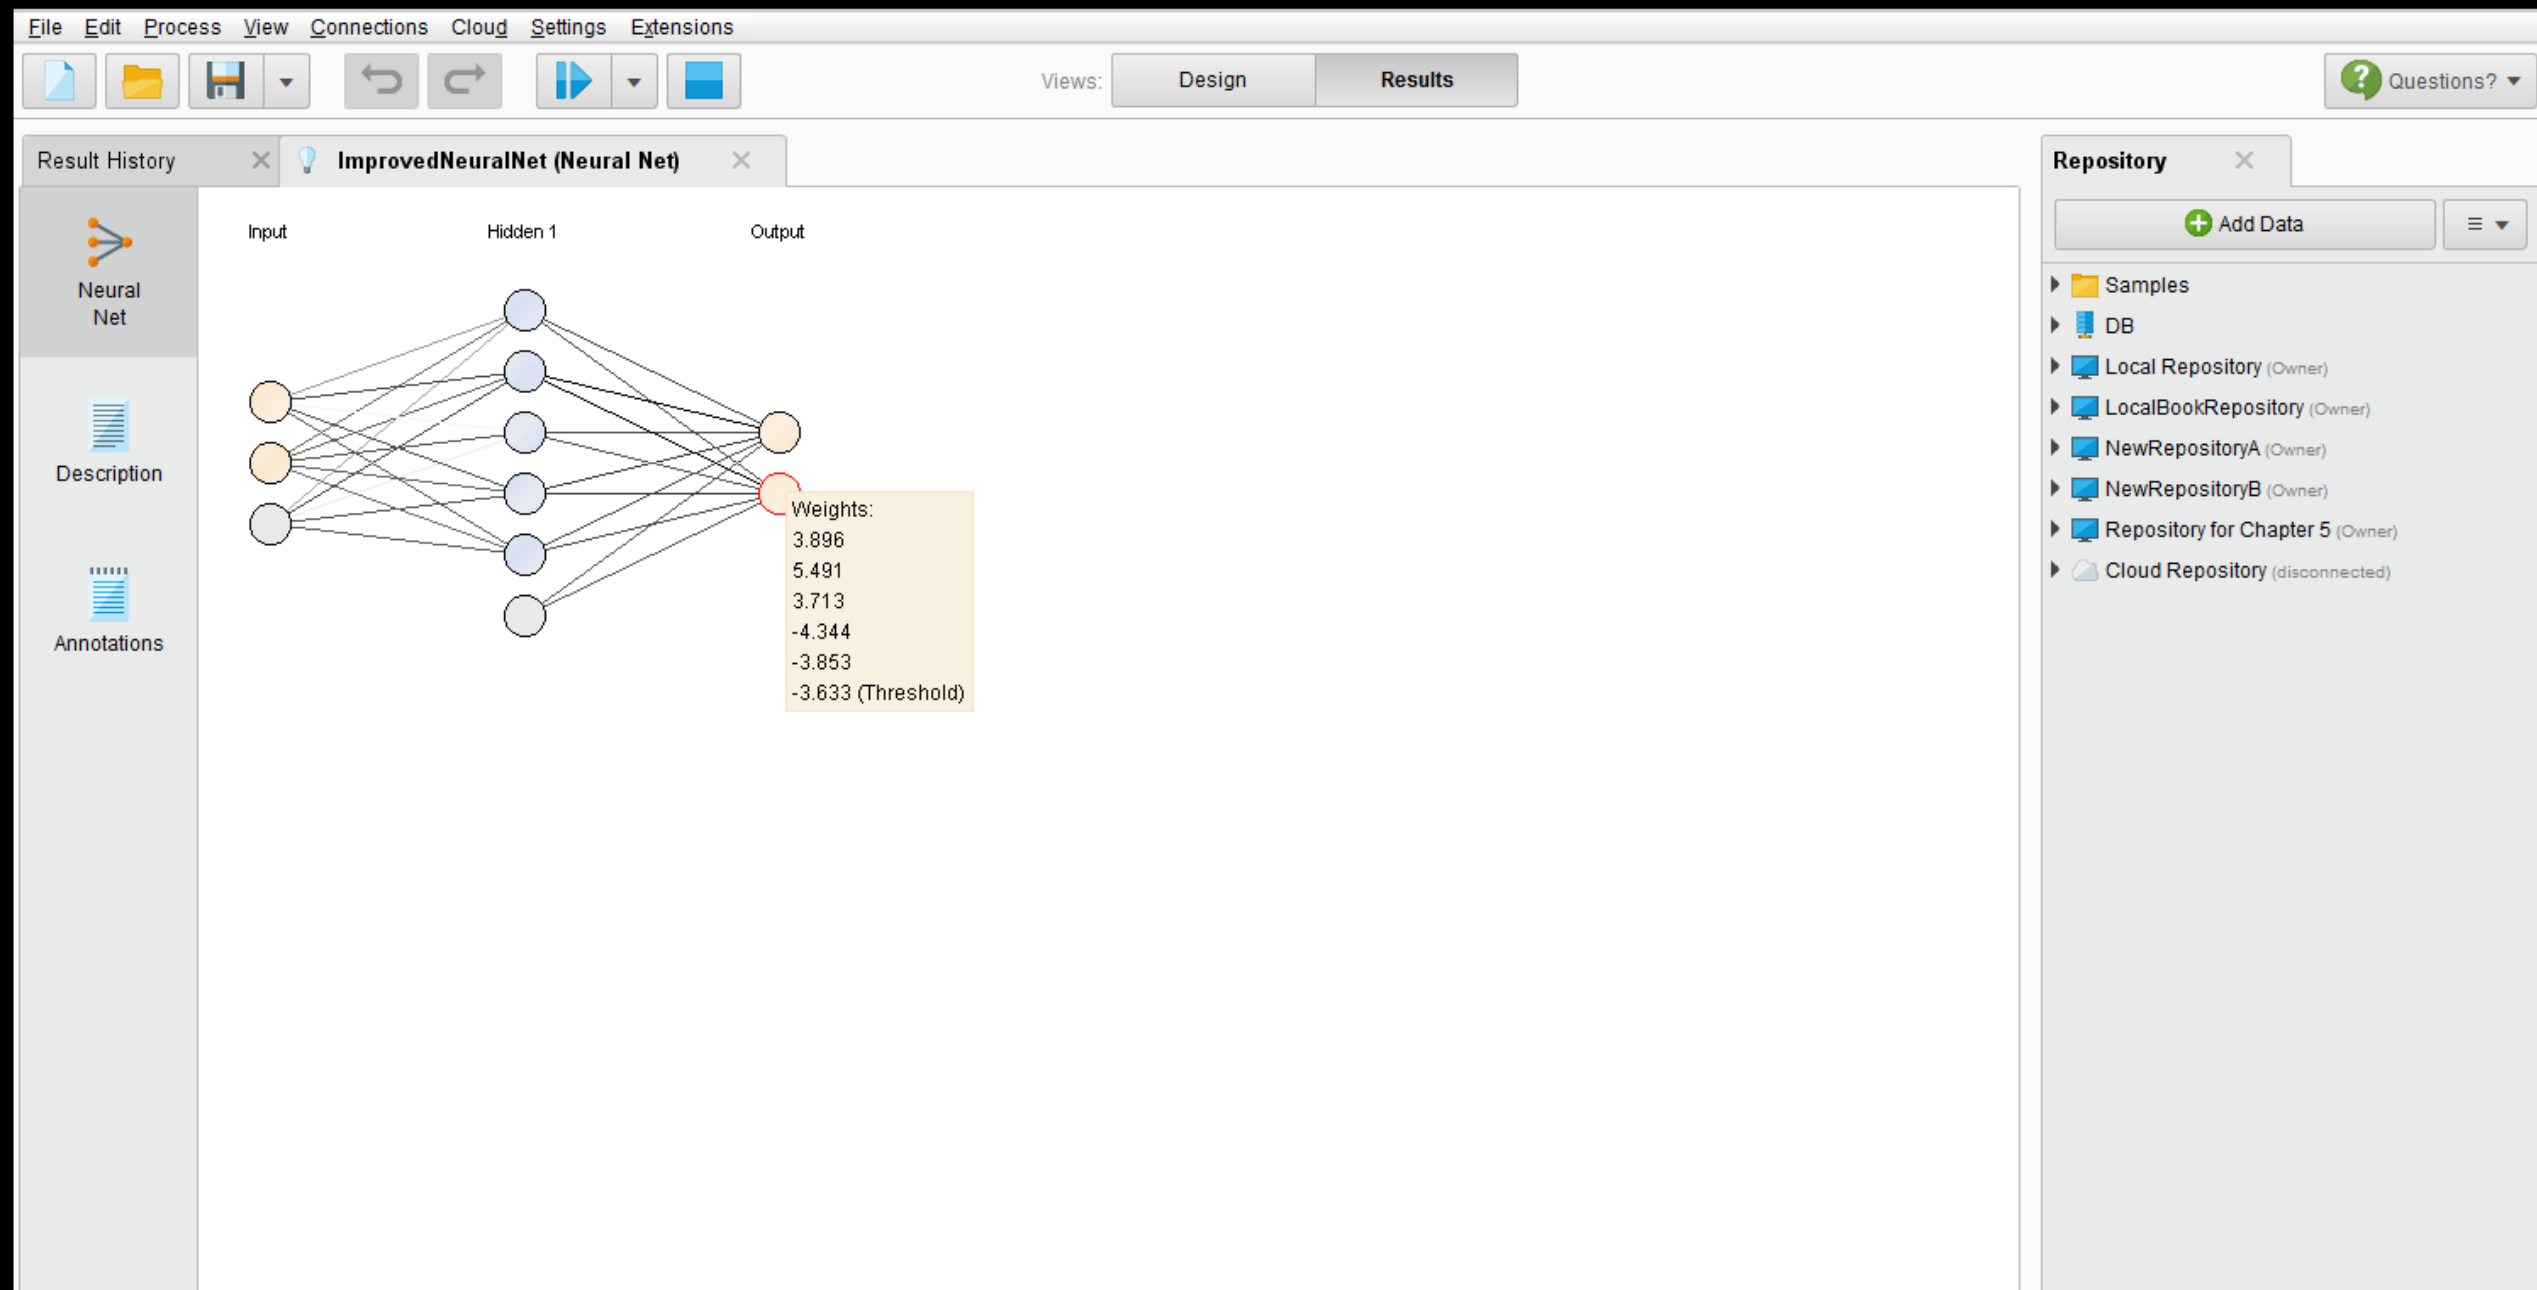 File Edit Process View Connections Cloud Settings Extensions
Views: Design Results
Questions?
Result History
ImprovedNeuralNet (Neural Net)
Neural
Net
Description
Annotations
Input Hidden 1 Output
Weights:
3.896
5.491
3.713
-4.344
-3.853
-3.633 (Threshold)
Repository
Add Data
Samples
DB
Local Repository (Owner)
LocalBookRepository (Owner)
NewRepositoryA (Owner)
NewRepositoryB (Owner)
Repository for Chapter 5 (Owner)
Cloud Repository (disconnected)